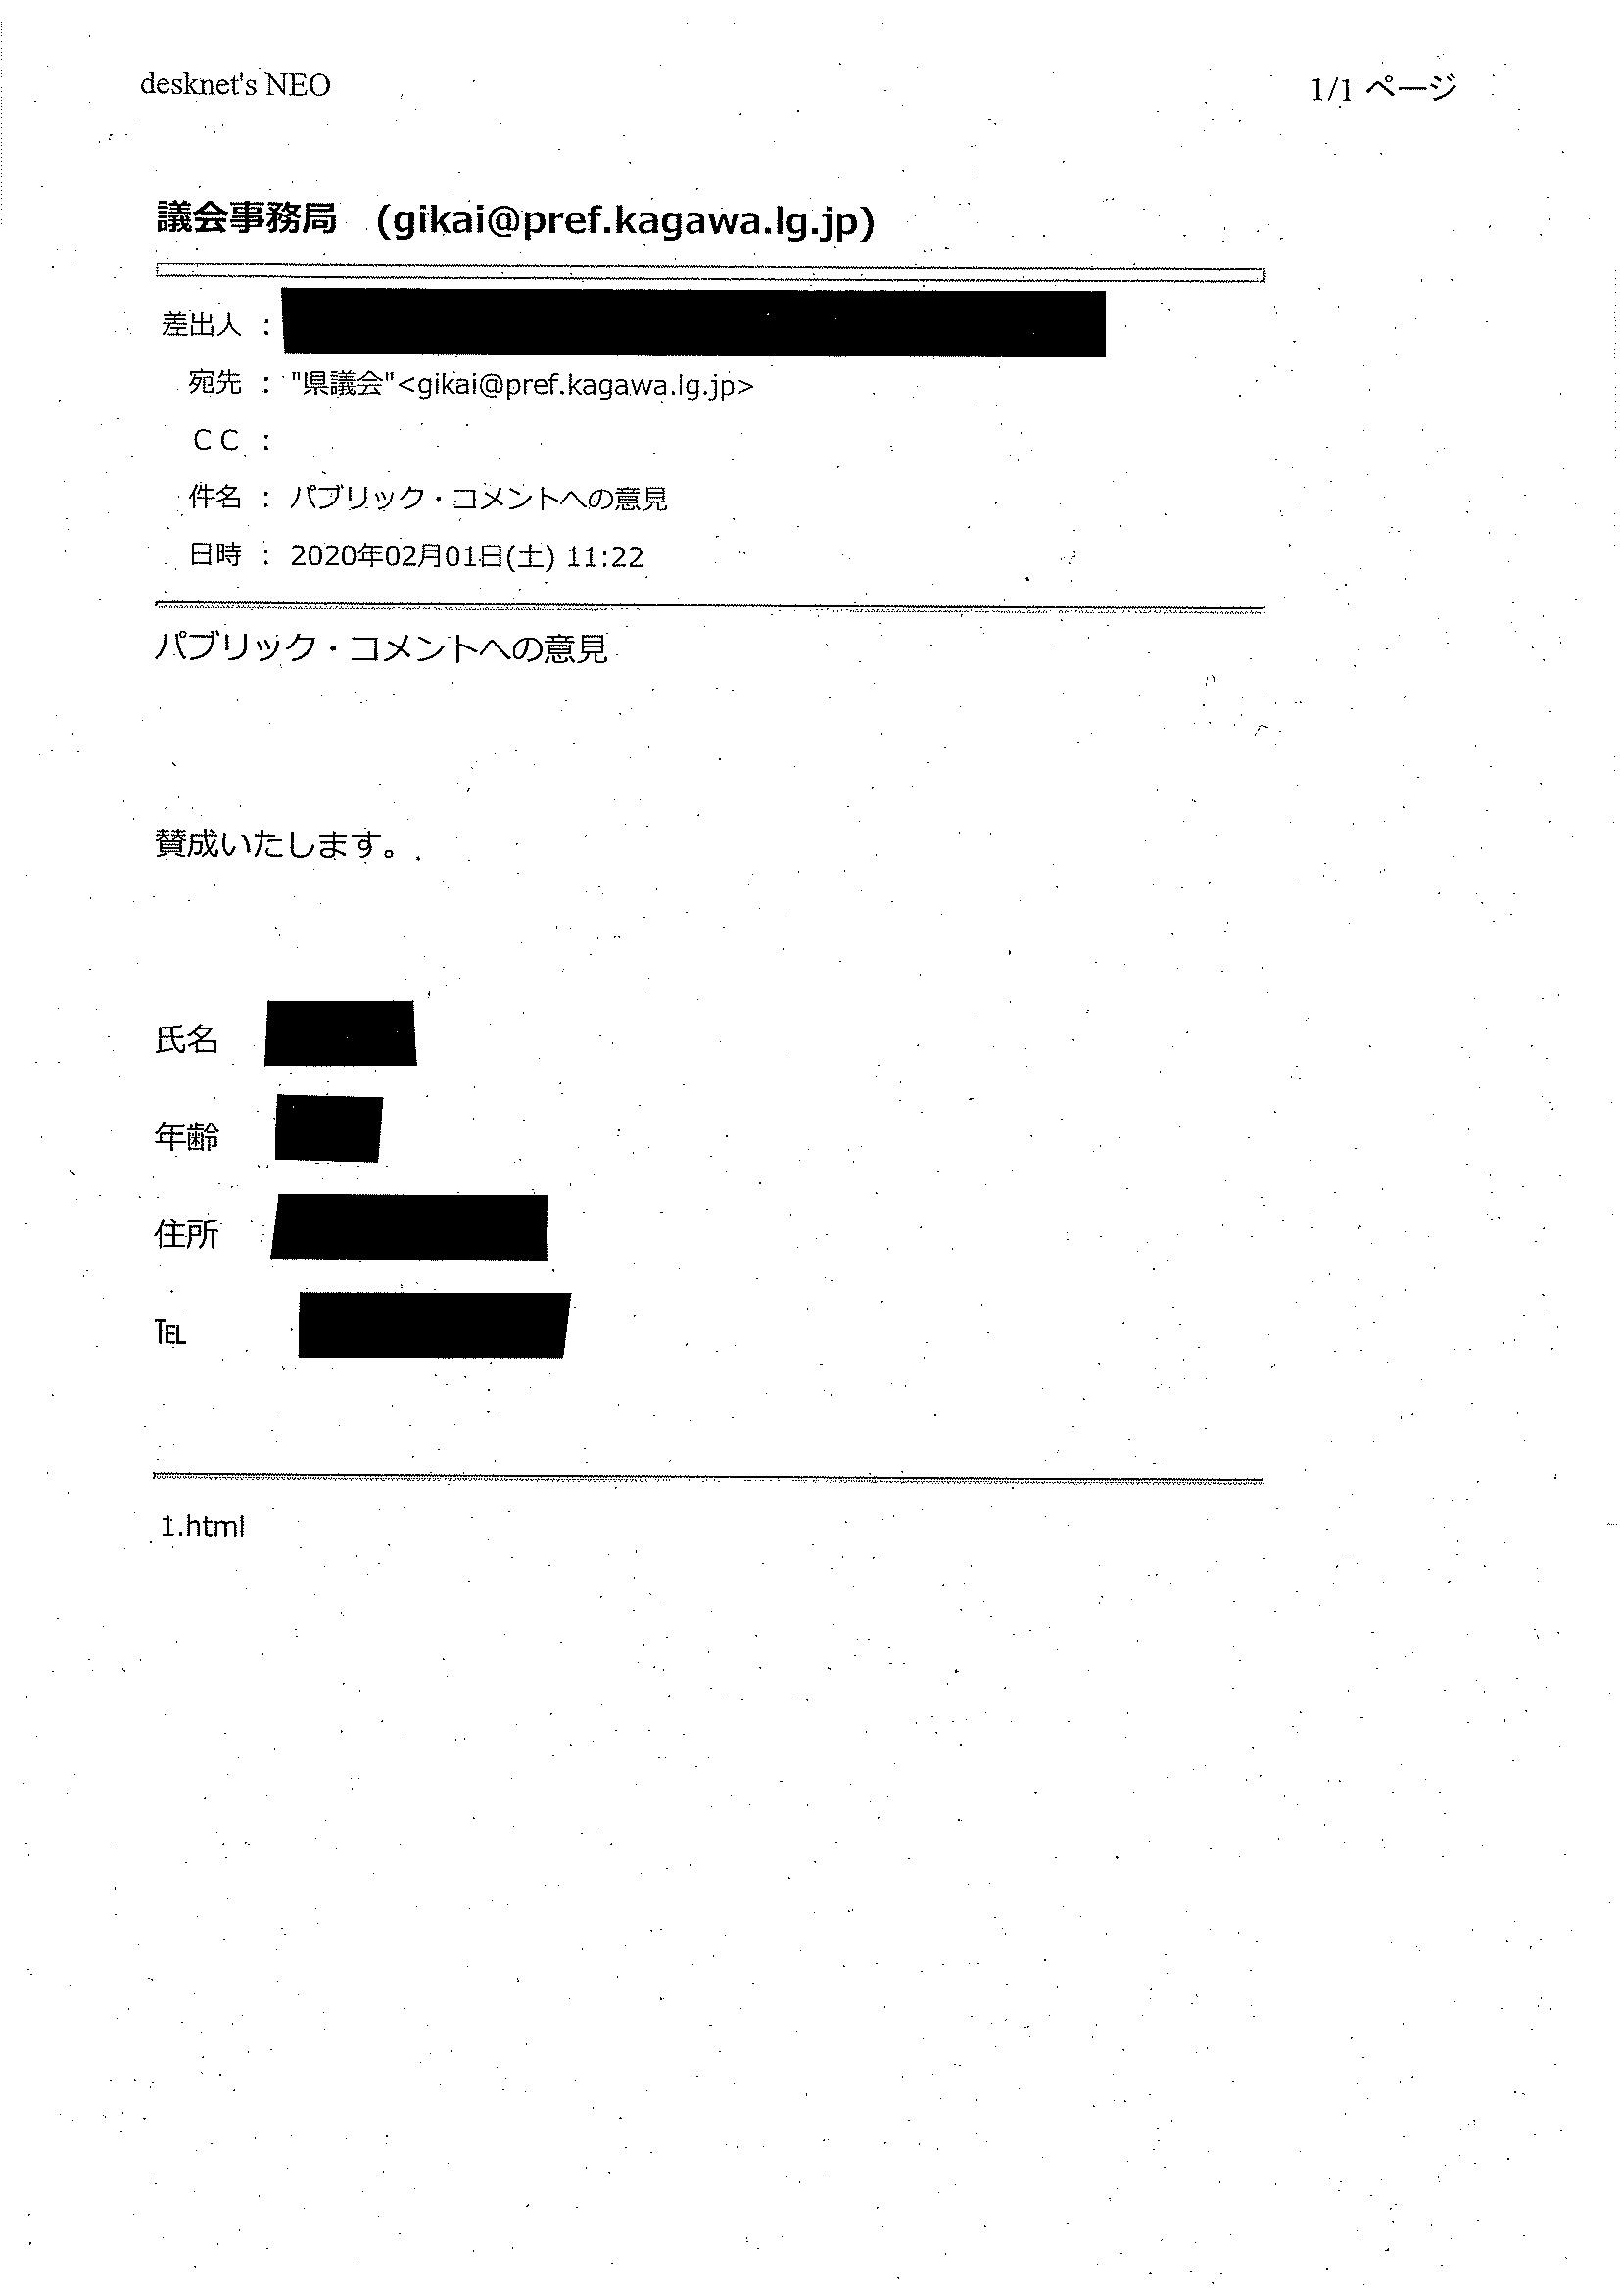 desknet's NEO
1/1 ページ
議会事務局 (gikai@pref.kagawa.lg.jp)
差出人 :
宛先 : "県議会"<gikai@pref.kagawa.lg.jp>
CC :
件名 : パブリック・コメントへの意見
日時 : 2020年02月01日(土) 11:22
パブリック・コメントへの意見
賛成いたします。
氏名
年齢
住所
℡
1.html